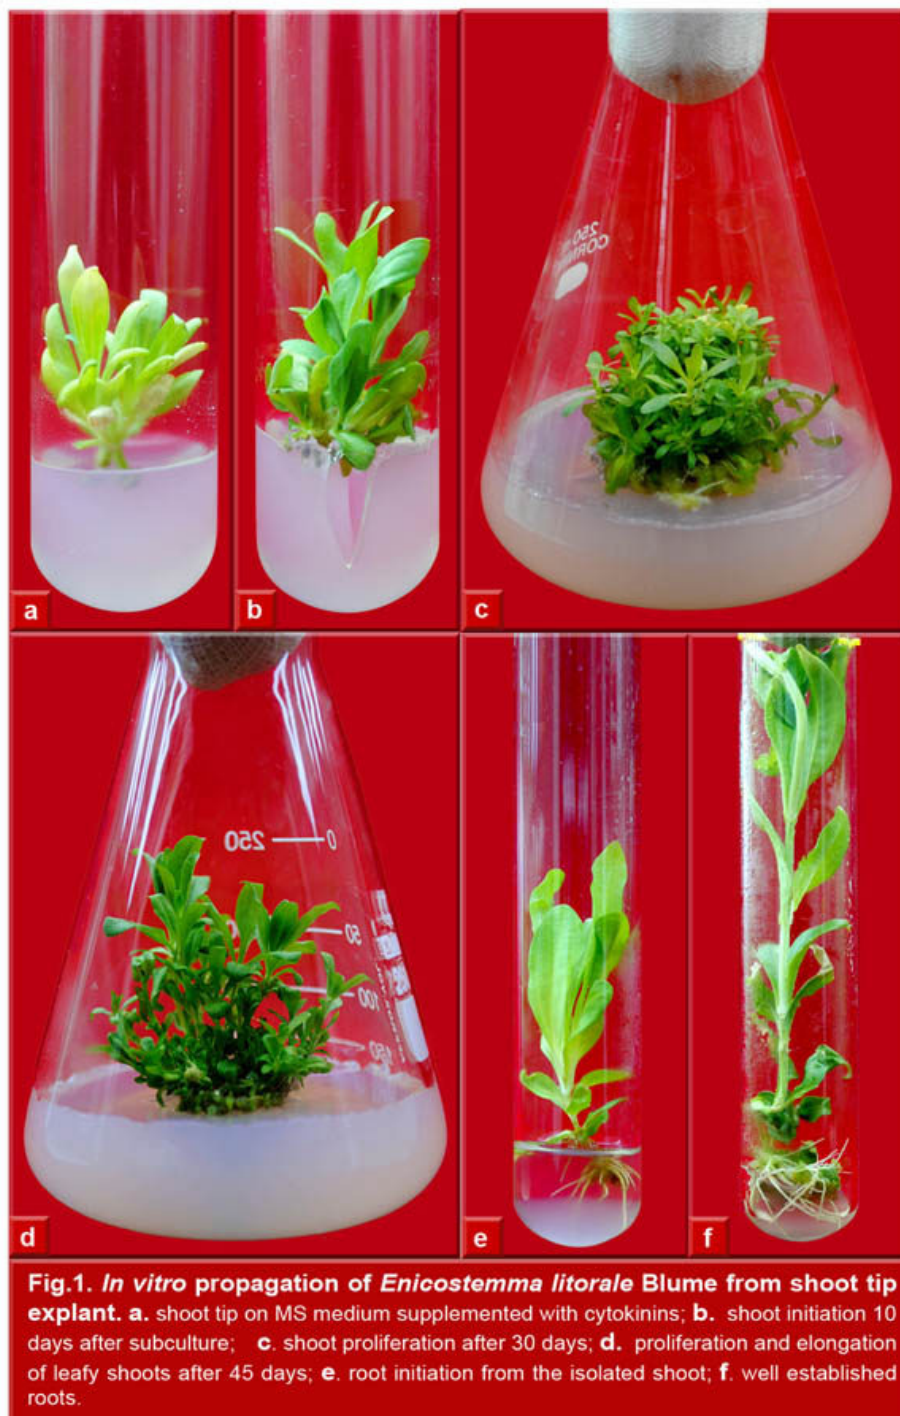 250
CORNING
a
b
c
250
0
50
100
150
d
e
f
Fig.1. In vitro propagation of Enicostemma litorale Blume from shoot tip
explant. a. shoot tip on MS medium supplemented with cytokinins; b. shoot initiation 10
days after subculture; c. shoot proliferation after 30 days; d. proliferation and elongation
of leafy shoots after 45 days; e. root initiation from the isolated shoot; f. well established
roots.